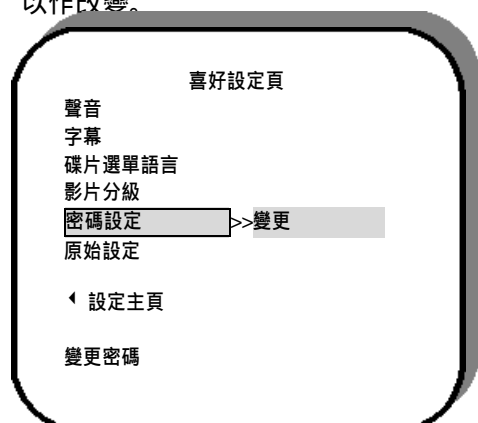 以作改變。
喜好設定頁
聲音
字幕
碟片選單語言
影片分級
密碼設定 >>變更
原始設定
設定主頁
變更密碼